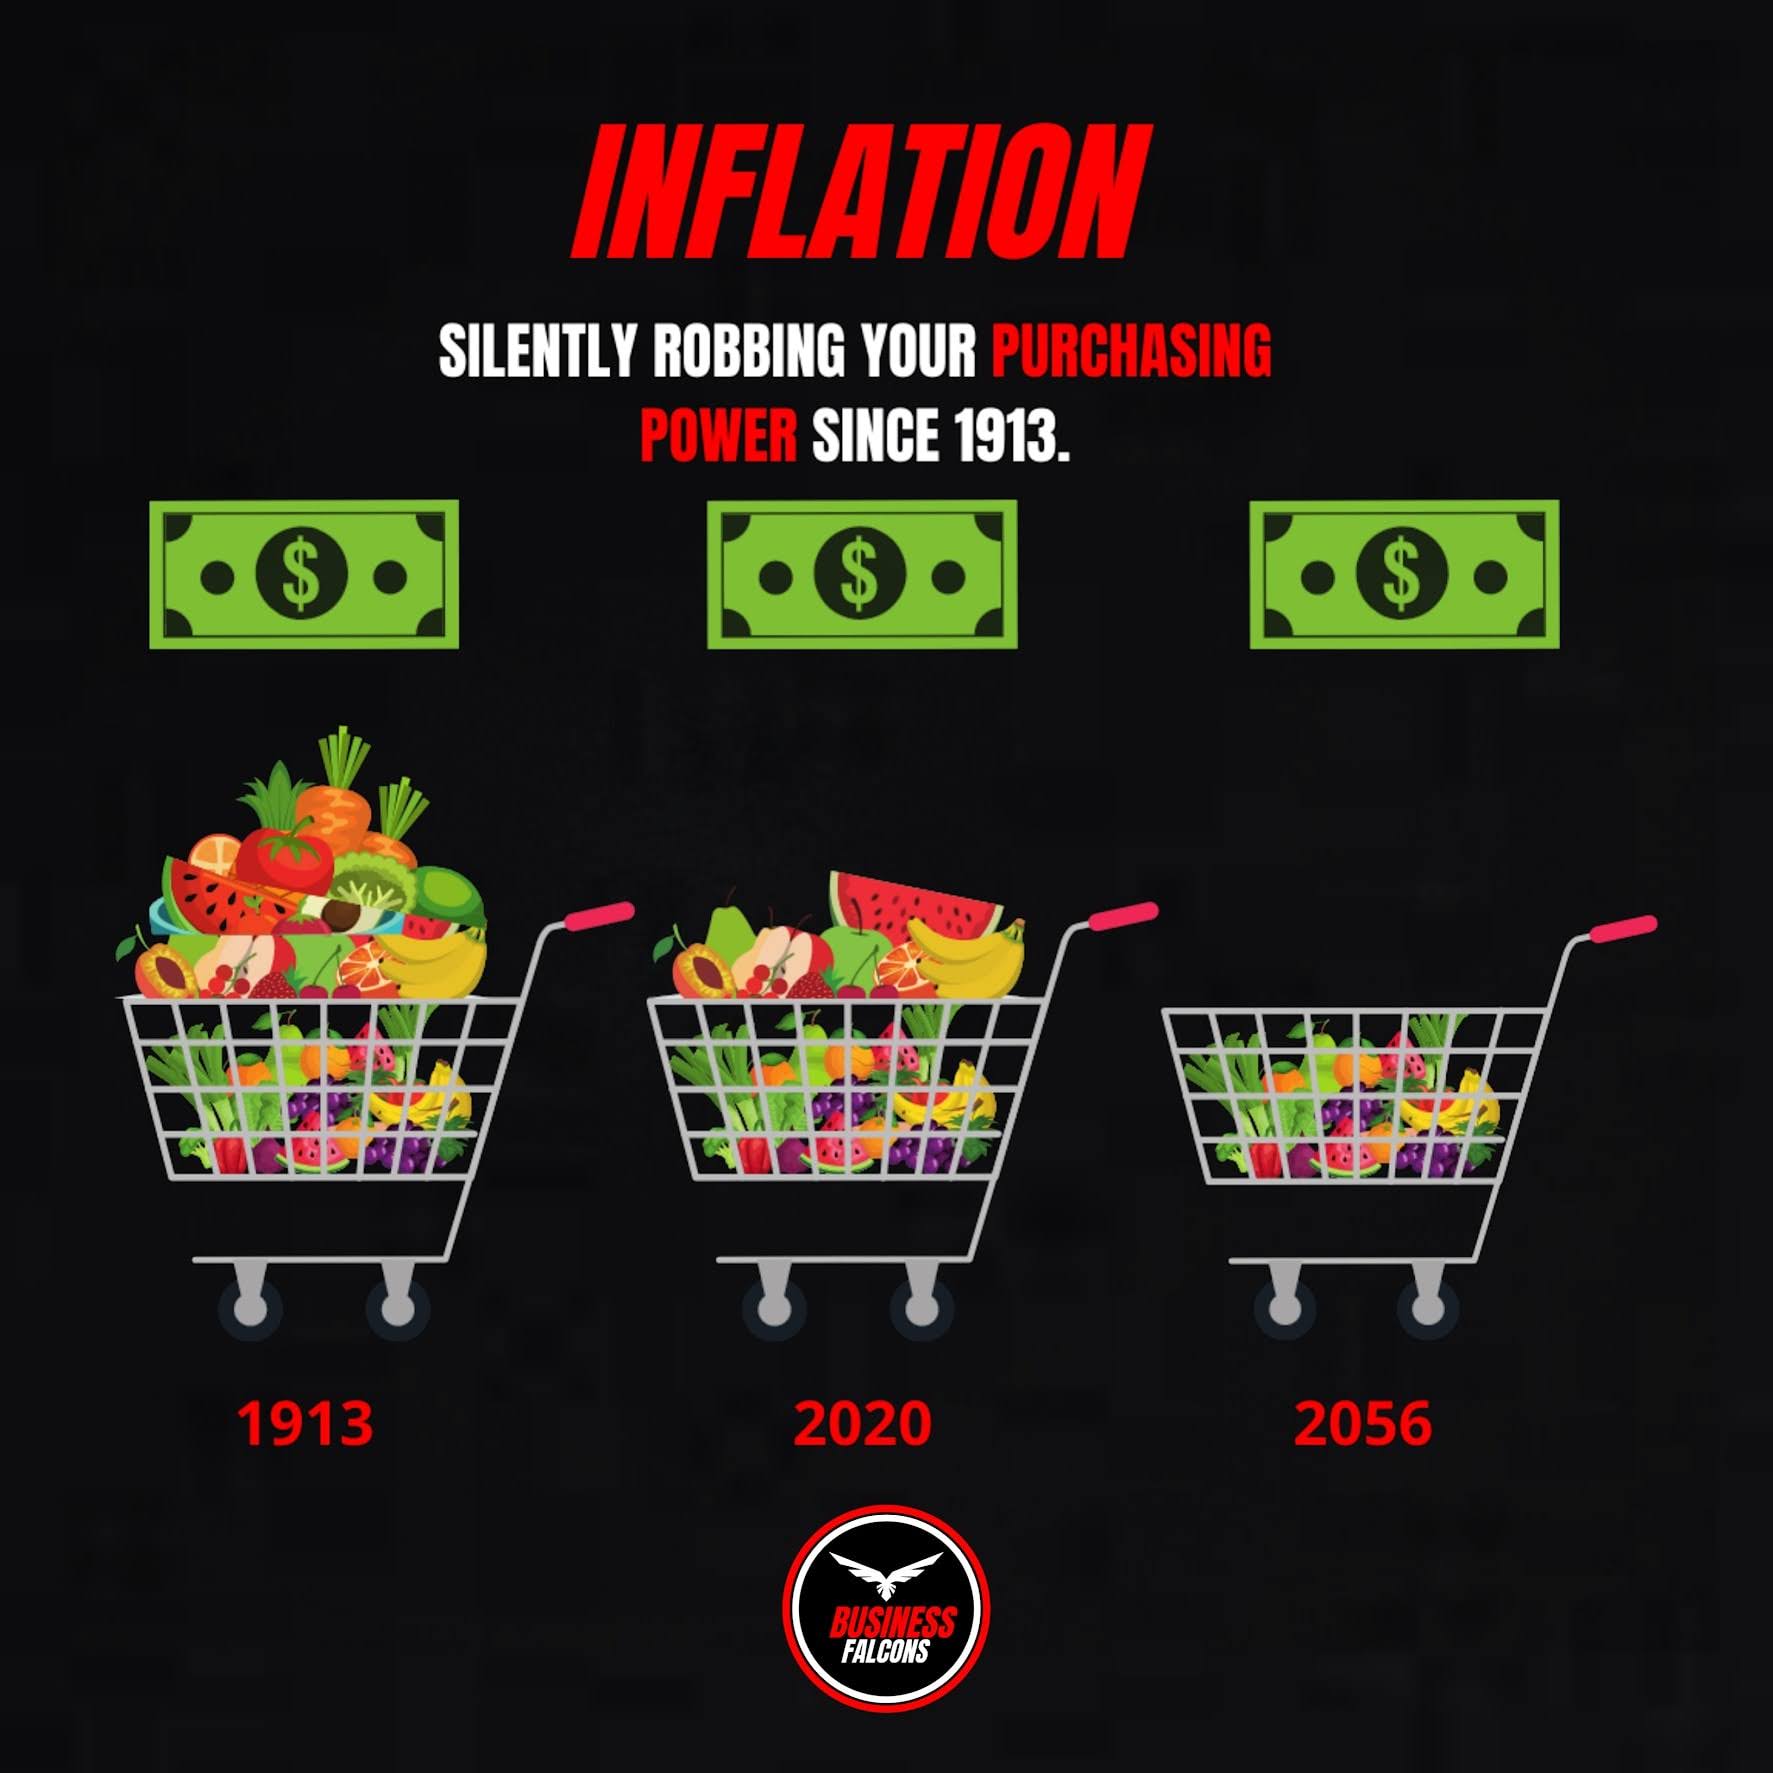 INFLATION
SILENTLY ROBBING YOUR PURCHASING
POWER SINCE 1913.
$ $ $
1913 2020 2056
BUSINESS
FALCONS